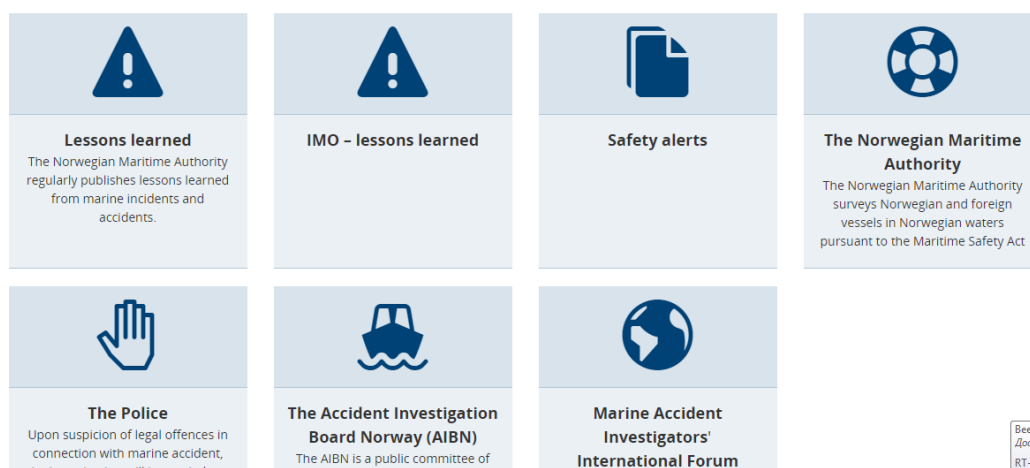 Lessons learned
The Norwegian Maritime Authority
regularly publishes lessons learned
from marine incidents and
accidents.
IMO – lessons learned
Safety alerts
The Norwegian Maritime
Authority
The Norwegian Maritime Authority
surveys Norwegian and foreign
vessels in Norwegian waters
pursuant to the Maritime Safety Act
The Police
Upon suspicion of legal offences in
connection with marine accident,
The Accident Investigation
Board Norway (AIBN)
The AIBN is a public committee of
Marine Accident
Investigators'
International Forum